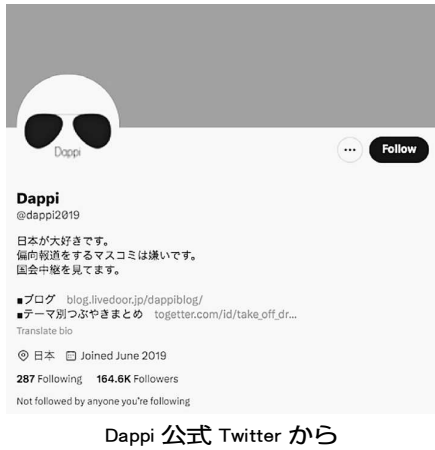 Dappi
Follow
Dappi
@dappi2019
日本が大好きです。
偏向報道をするマスコミは嫌いです。
国会中継を見てます。
■ブログ　blog.livedoor.jp/dappiblog/
■テーマ別つぶやきまとめ　togetter.com/id/take_off_dr...
Translate bio
日本　Joined June 2019
287 Following　164.6K Followers
Not followed by anyone you're following
Dappi 公式 Twitter から